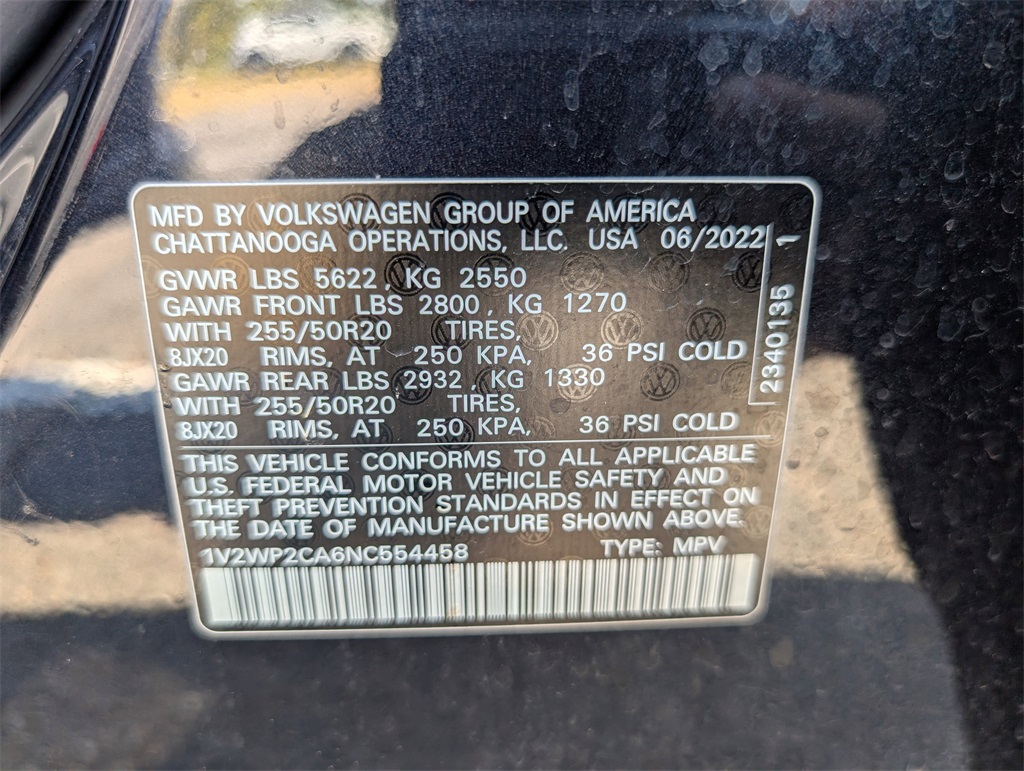 MFD BY VOLKSWAGEN GROUP OF AMERICA
CHATTANOOGA OPERATIONS, LLC. USA 06/2022
GVWR LBS 5622, KG 2550
GAWR FRONT LBS 2800, KG 1270
WITH 255/50R20 TIRES,
8JX20 RIMS, AT 250 KPA, 36 PSI COLD
GAWR REAR LBS 2932, KG 1330
WITH 255/50R20 TIRES,
8JX20 RIMS, AT 250 KPA, 36 PSI COLD
THIS VEHICLE CONFORMS TO ALL APPLICABLE
U.S. FEDERAL MOTOR VEHICLE SAFETY AND
THEFT PREVENTION STANDARDS IN EFFECT ON
THE DATE OF MANUFACTURE SHOWN ABOVE.
1V2WP2CA6NC554458 TYPE: MPV
2340135 1